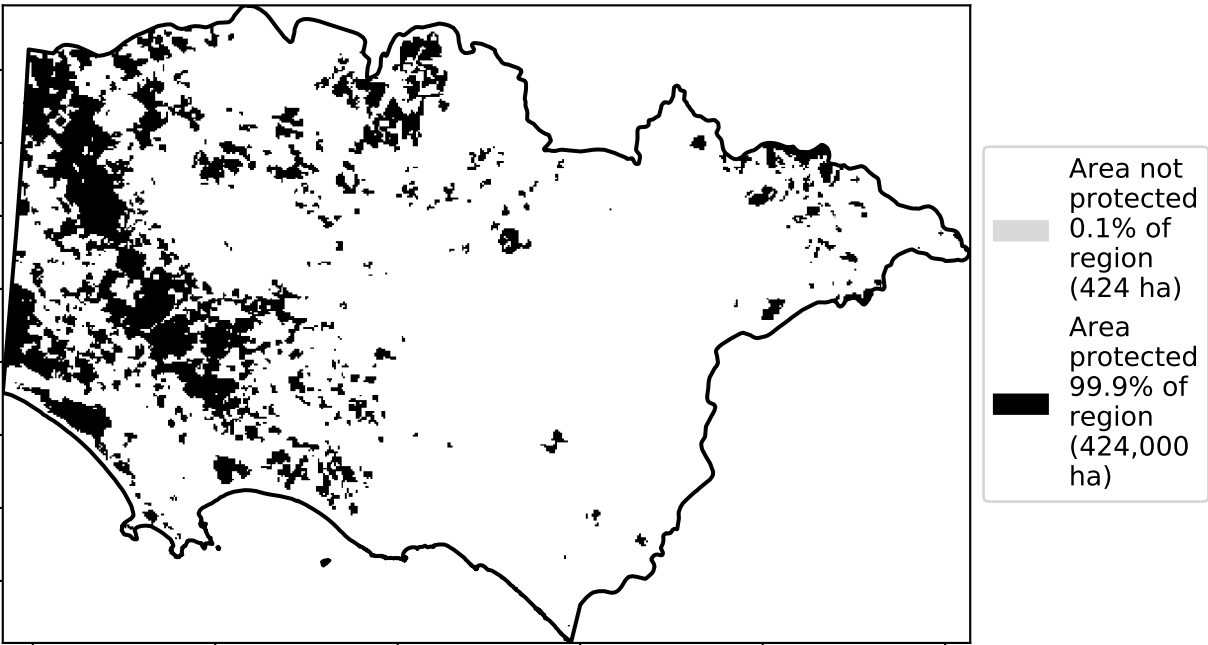 Area not
protected
0.1% of
region
(424 ha)
Area
protected
99.9% of
region
(424,000
ha)